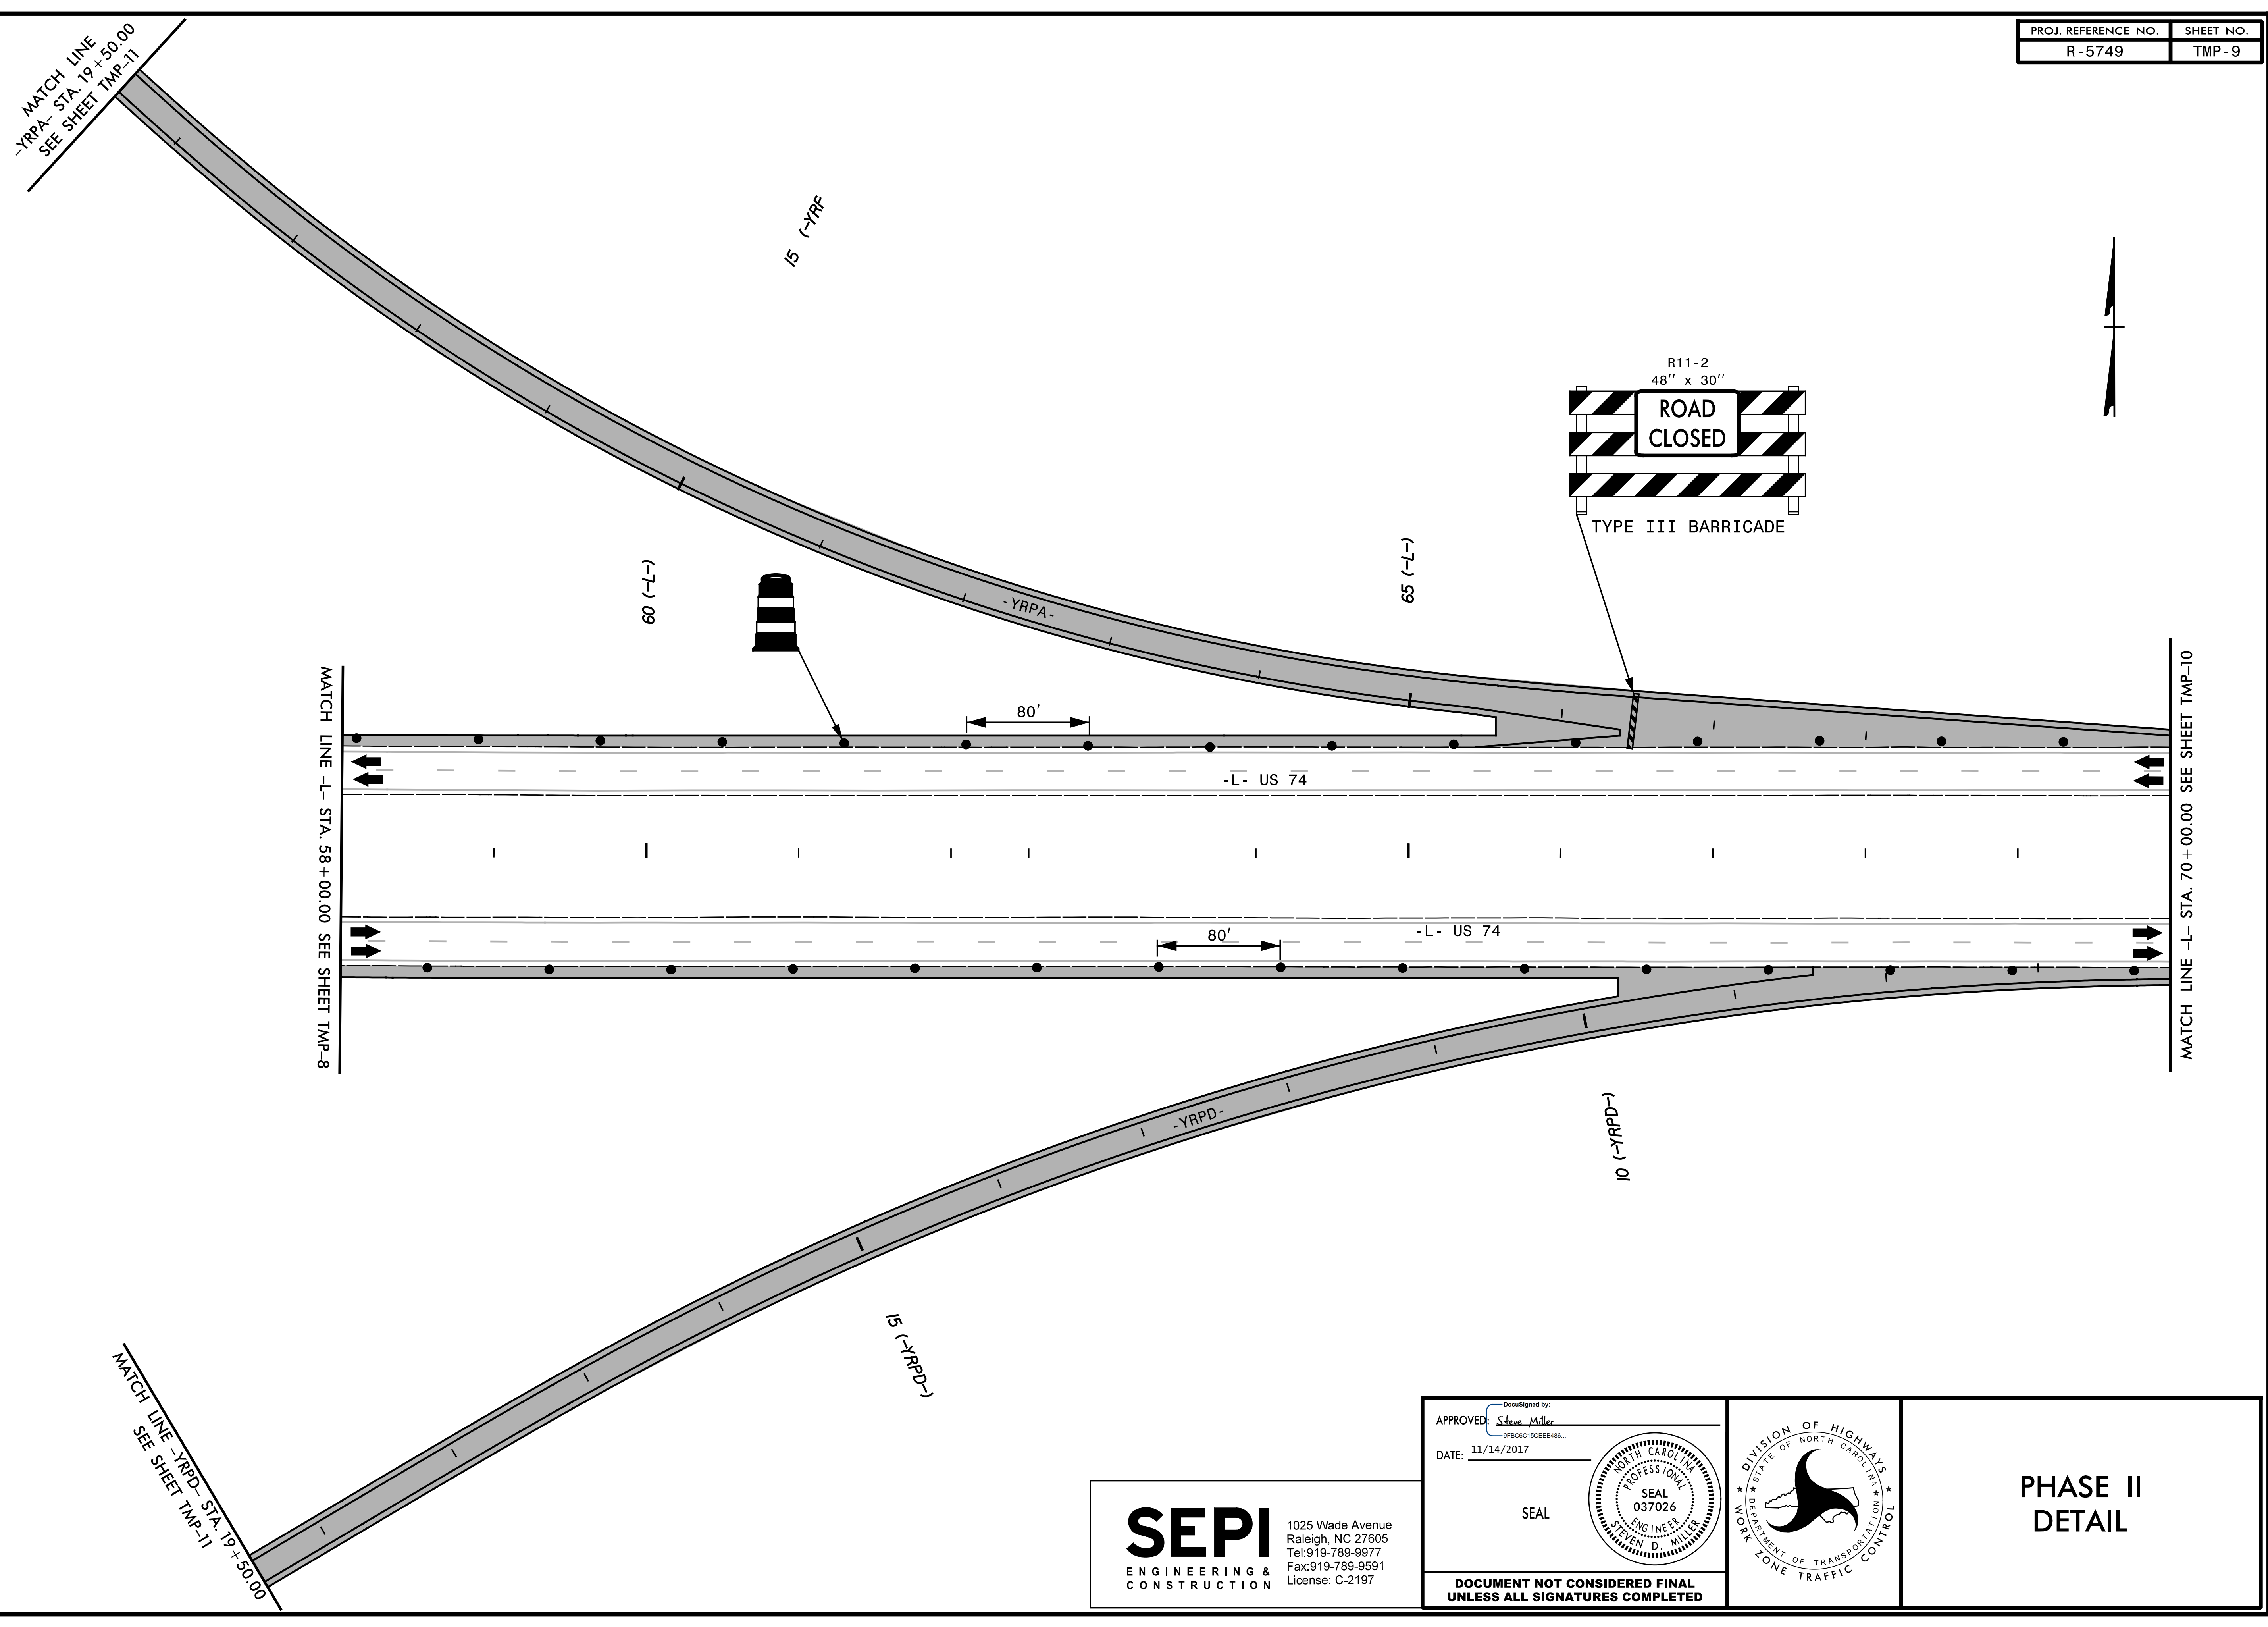 PROJ. REFERENCE NO. SHEET NO.
R-5749 TMP-9
MATCH LINE
-YRPA- STA. 19+50.00
SEE SHEET TMP-11
15 (-YRF
R11-2
48'' x 30''
ROAD
CLOSED
TYPE III BARRICADE
60 (-L-)
65 (-L-)
-YRPA-
80'
-L- US 74
MATCH LINE -L- STA. 58+00.00 SEE SHEET TMP-8
MATCH LINE -L- STA. 70+00.00 SEE SHEET TMP-10
80'
-L- US 74
-YRPD-
10 (-YRPD-)
15 (-YRPD-)
MATCH LINE -YRPD- STA. 19+50.00
SEE SHEET TMP-11
SEPI
ENGINEERING &
CONSTRUCTION
1025 Wade Avenue
Raleigh, NC 27605
Tel:919-789-9977
Fax:919-789-9591
License: C-2197
DocuSigned by:
APPROVED: Steve Miller
9FBC6C15CEEB486...
DATE: 11/14/2017
SEAL
NORTH CAROLINA
PROFESSIONAL
SEAL
037026
ENGINEER
STEVEN D. MILLER
DOCUMENT NOT CONSIDERED FINAL
UNLESS ALL SIGNATURES COMPLETED
DIVISION OF HIGHWAYS
STATE OF NORTH CAROLINA
DEPARTMENT OF TRANSPORTATION
WORK ZONE TRAFFIC CONTROL
PHASE II
DETAIL